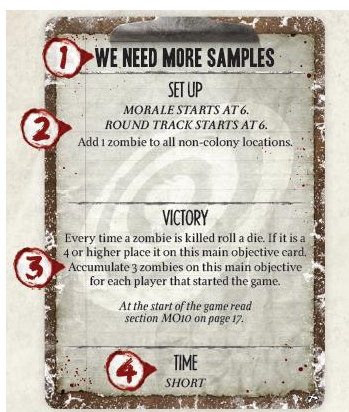 1 WE NEED MORE SAMPLES
SET UP
MORALE STARTS AT 6.
2 ROUND TRACK STARTS AT 6.
Add 1 zombie to all non-colony locations.
VICTORY
Every time a zombie is killed roll a die. If it is a
4 or higher place it on this main objective card.
3 Accumulate 3 zombies on this main objective
for each player that started the game.
At the start of the game read
section MO10 on page 17.
4 TIME
SHORT